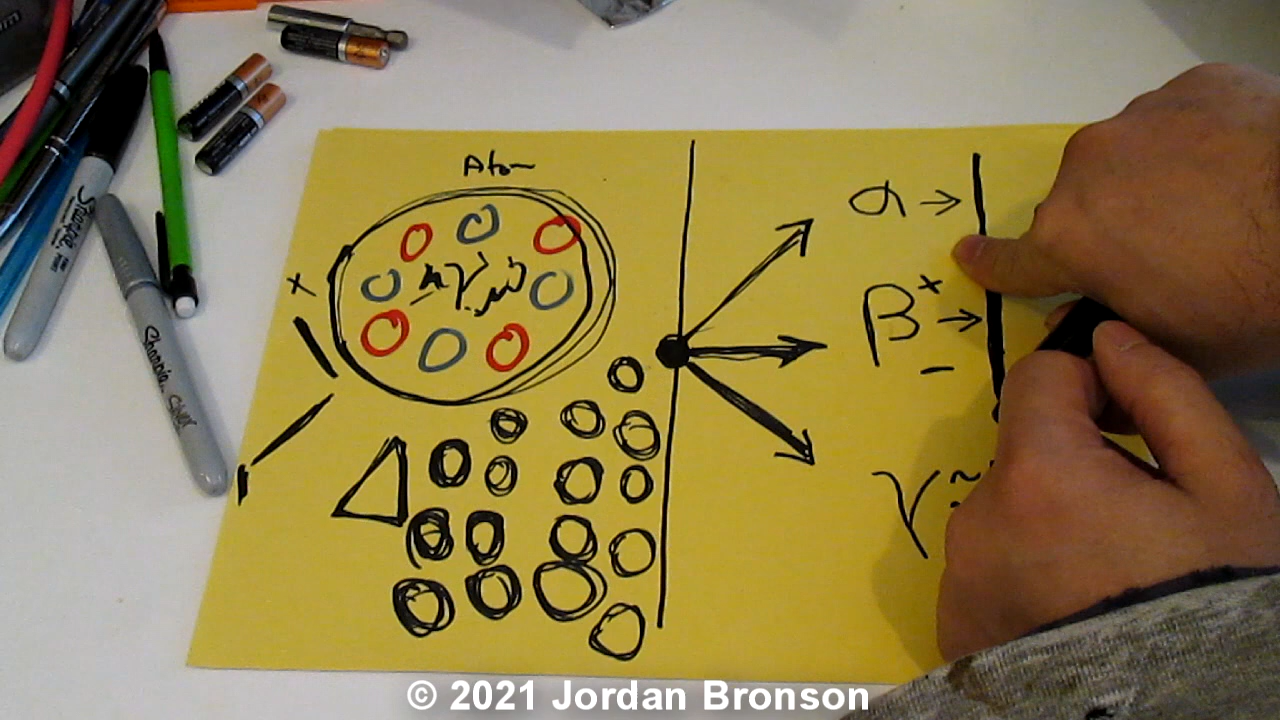 Atom
α →
β + →
−
γ ~
x
Sharpie
Sharpie
© 2021 Jordan Bronson